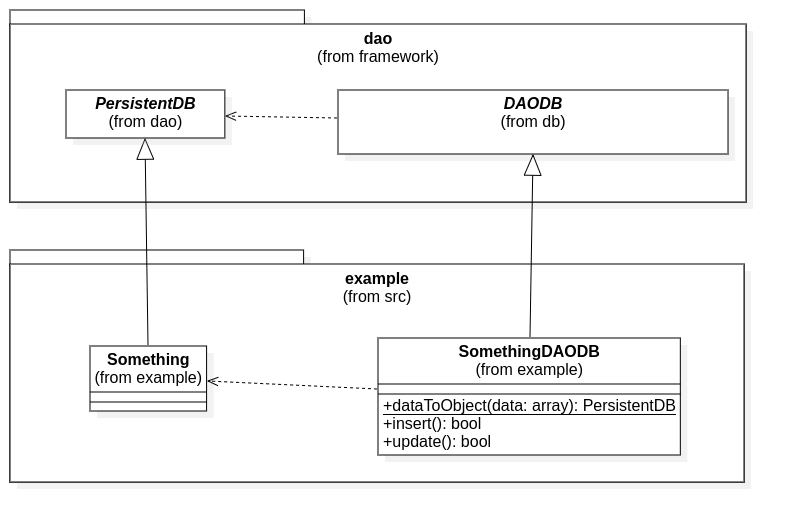 dao
(from framework)
PersistentDB
(from dao)
DAODB
(from db)
example
(from src)
Something
(from example)
SomethingDAODB
(from example)
+dataToObject(data: array): PersistentDB
+insert(): bool
+update(): bool